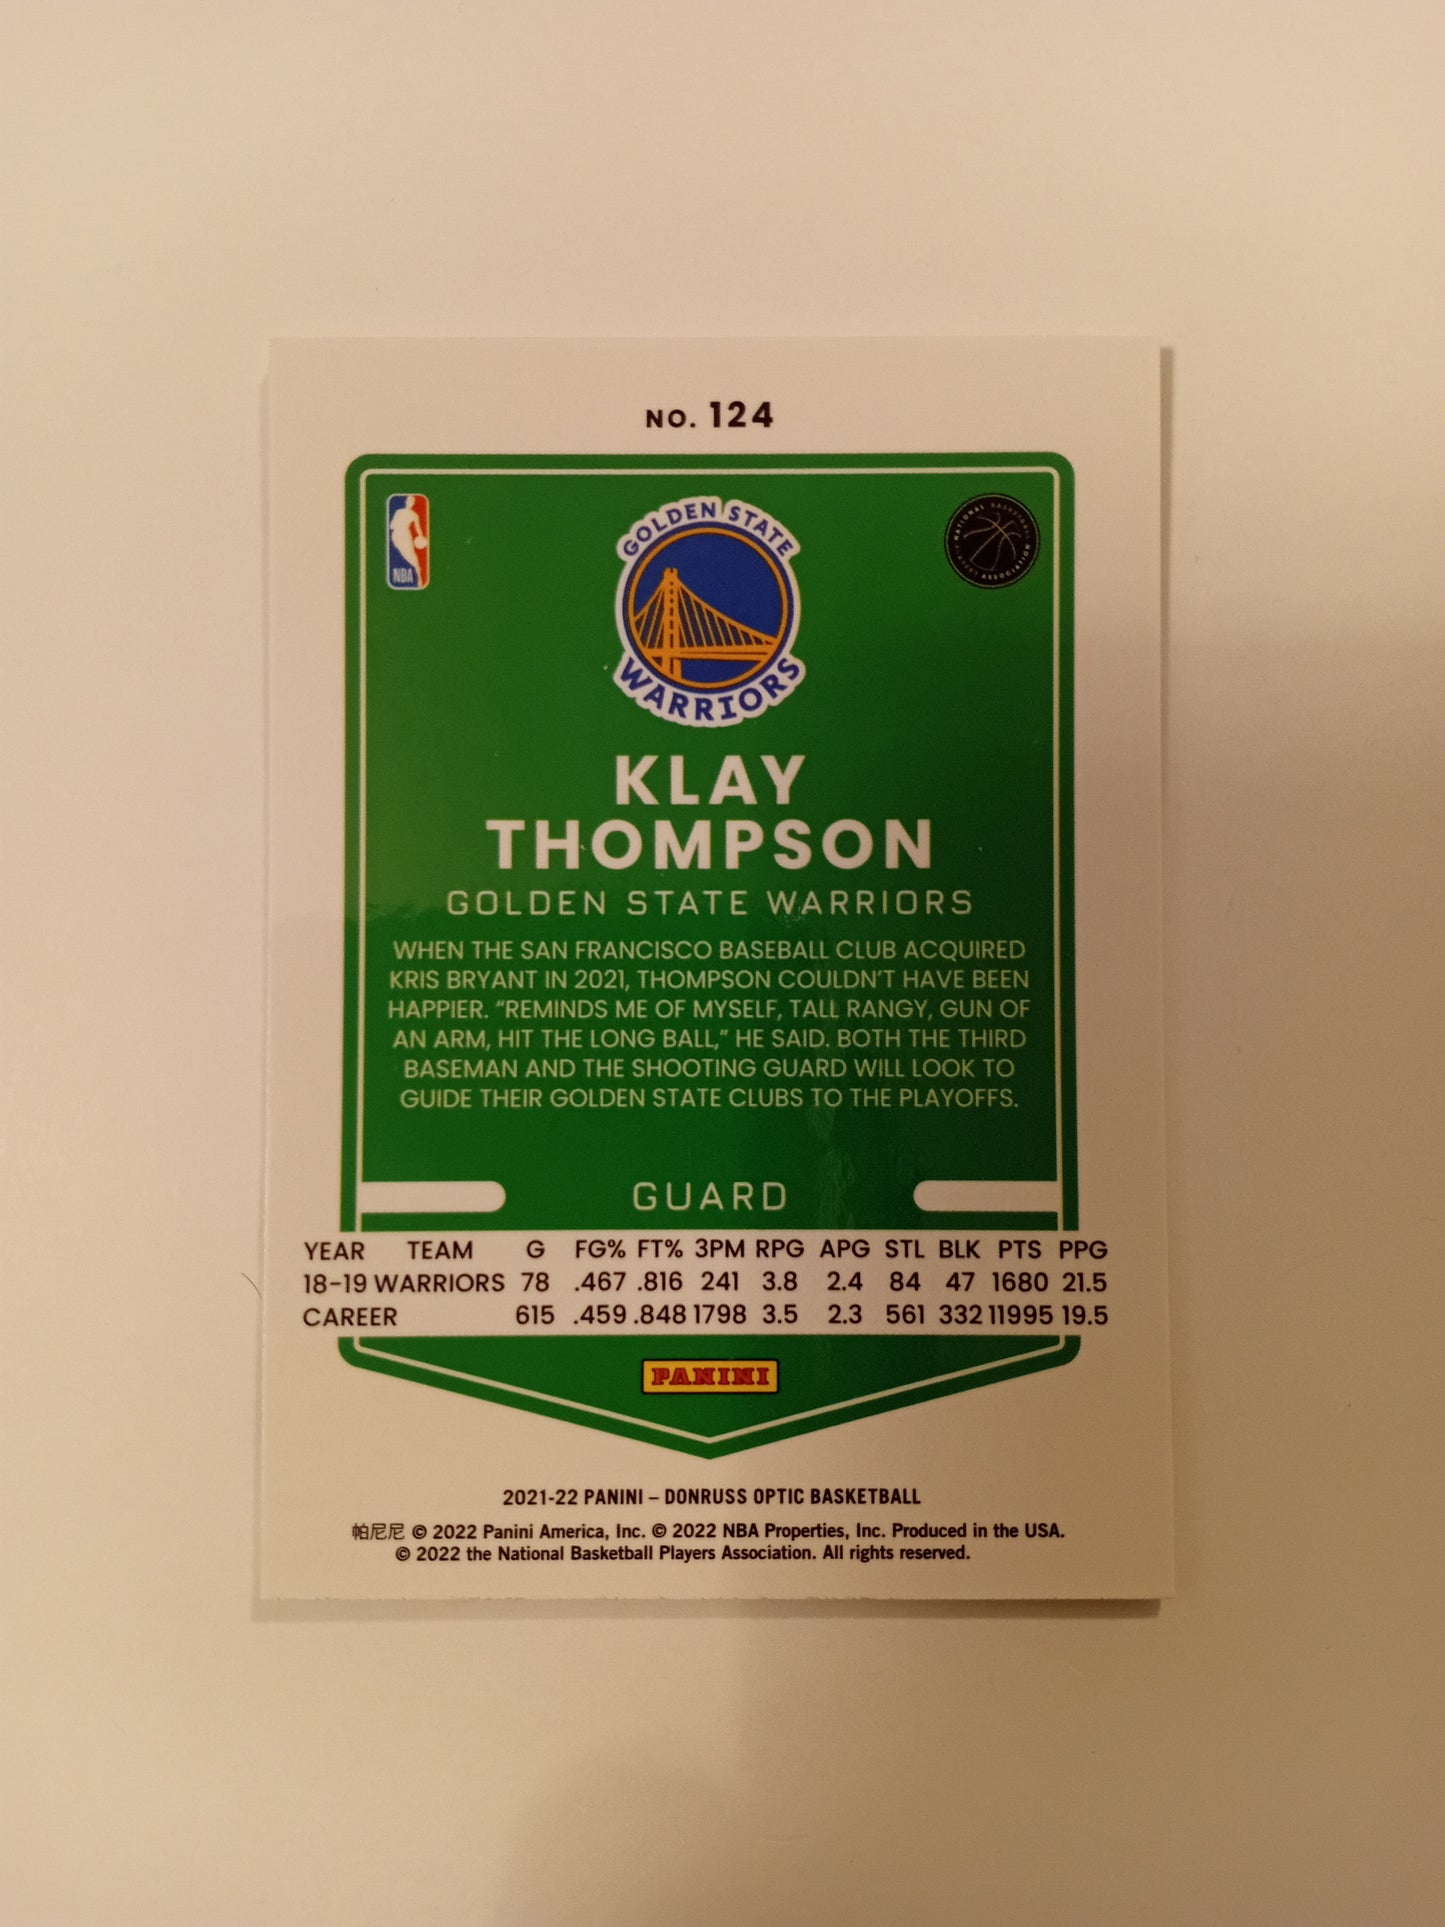 NO. 124
NBA
GOLDEN STATE
WARRIORS
NATIONAL BASKETBALL
PLAYERS ASSOCIATION
KLAY
THOMPSON
GOLDEN STATE WARRIORS
WHEN THE SAN FRANCISCO BASEBALL CLUB ACQUIRED
KRIS BRYANT IN 2021, THOMPSON COULDN'T HAVE BEEN
HAPPIER. “REMINDS ME OF MYSELF, TALL RANGY, GUN OF
AN ARM, HIT THE LONG BALL,” HE SAID. BOTH THE THIRD
BASEMAN AND THE SHOOTING GUARD WILL LOOK TO
GUIDE THEIR GOLDEN STATE CLUBS TO THE PLAYOFFS.
GUARD
YEAR TEAM G FG% FT% 3PM RPG APG STL BLK PTS PPG
18-19 WARRIORS 78 .467 .816 241 3.8 2.4 84 47 1680 21.5
CAREER 615 .459 .848 1798 3.5 2.3 561 332 11995 19.5
PANINI
2021-22 PANINI – DONRUSS OPTIC BASKETBALL
帕尼尼 © 2022 Panini America, Inc. © 2022 NBA Properties, Inc. Produced in the USA.
© 2022 the National Basketball Players Association. All rights reserved.